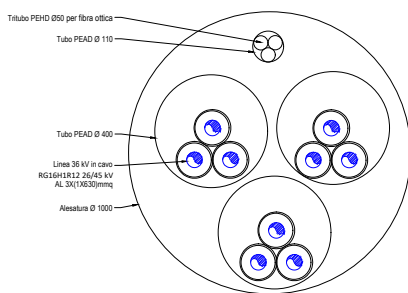 Tritubo PEHD Ø50 per fibra ottica
Tubo PEAD Ø 110
Tubo PEAD Ø 400
Linea 36 kV in cavo
RG16H1R12 26/45 kV
AL 3X(1X630)mmq
Alesatura Ø 1000